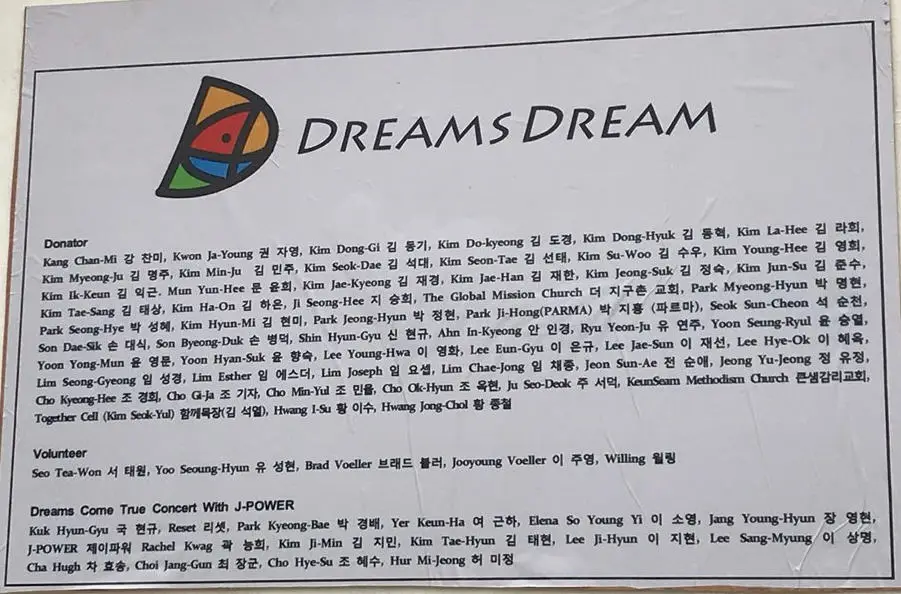 DREAMSDREAM
Donator
Kang Chan-Mi 강 찬미, Kwon Ja-Young 권 자영, Kim Dong-Gi 김 동기, Kim Do-kyeong 김 도경, Kim Dong-Hyuk 김 동혁, Kim La-Hee 김 라희,
Kim Myeong-Ju 김 명주, Kim Min-Ju 김 민주, Kim Seok-Dae 김 석대, Kim Seon-Tae 김 선태, Kim Su-Woo 김 수우, Kim Young-Hee 김 영희,
Kim Ik-Keun 김 익근, Mun Yun-Hee 문 윤희, Kim Jae-Kyeong 김 재경, Kim Jae-Han 김 재한, Kim Jeong-Suk 김 정숙, Kim Jun-Su 김 준수,
Kim Tae-Sang 김 태상, Kim Ha-On 김 하온, Ji Seong-Hee 지 승희, The Global Mission Church 더 지구촌 교회, Park Myeong-Hyun 박 명현,
Park Seong-Hye 박 성혜, Kim Hyun-Mi 김 현미, Park Jeong-Hyun 박 정현, Park Ji-Hong(PARMA) 박 지홍 (파르마), Seok Sun-Cheon 석 순천,
Son Dae-Sik 손 대식, Son Byeong-Duk 손 병덕, Shin Hyun-Gyu 신 현규, Ahn In-Kyeong 안 인경, Ryu Yeon-Ju 유 연주, Yoon Seung-Ryul 윤 승열,
Yoon Yong-Mun 윤 영문, Yoon Hyan-Suk 윤 향숙, Lee Young-Hwa 이 영화, Lee Eun-Gyu 이 은규, Lee Jae-Sun 이 재선, Lee Hye-Ok 이 혜옥,
Lim Seong-Gyeong 임 성경, Lim Esther 임 에스더, Lim Joseph 임 요셉, Lim Chae-Jong 임 채종, Jeon Sun-Ae 전 순애, Jeong Yu-Jeong 정 유정,
Cho Kyeong-Hee 조 경희, Cho Gi-Ja 조 기자, Cho Min-Yul 조 민율, Cho Ok-Hyun 조 옥현, Ju Seo-Deok 주 서덕, KeunSeam Methodism Church 큰샘감리교회,
Together Cell (Kim Seok-Yul) 함께목장(김 석열), Hwang I-Su 황 이수, Hwang Jong-Chol 황 종철
Volunteer
Seo Tea-Won 서 태원, Yoo Seoung-Hyun 유 성현, Brad Voeller 브래드 볼러, Jooyoung Voeller 이 주영, Willing 윌링
Dreams Come True Concert With J-POWER
Kuk Hyun-Gyu 국 현규, Reset 리셋, Park Kyeong-Bae 박 경배, Yer Keun-Ha 여 근하, Elena So Young Yi 이 소영, Jang Young-Hyun 장 영현,
J-POWER 제이파워 Rachel Kwag 곽 능희, Kim Ji-Min 김 지민, Kim Tae-Hyun 김 태현, Lee Ji-Hyun 이 지현, Lee Sang-Myung 이 상명,
Cha Hugh 차 효송, Choi Jang-Gun 최 장군, Cho Hye-Su 조 혜수, Hur Mi-Jeong 허 미정